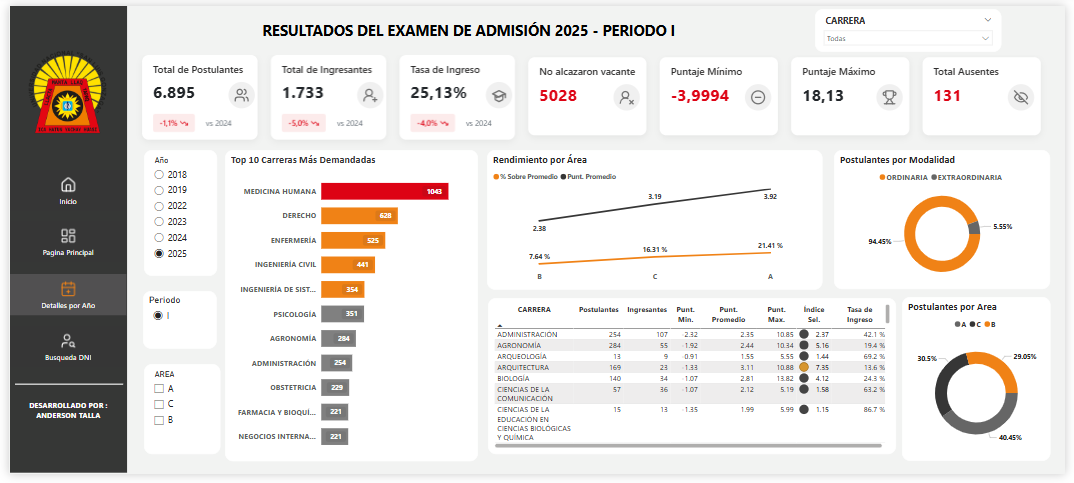 RESULTADOS DEL EXAMEN DE ADMISIÓN 2025 - PERIODO I
CARRERA
Todas
Total de Postulantes
6.895
-1,1% vs 2024
Total de Ingresantes
1.733
-5,0% vs 2024
Tasa de Ingreso
25,13%
-4,0% vs 2024
No alcazaron vacante
5028
Puntaje Mínimo
-3,9994
Puntaje Máximo
18,13
Total Ausentes
131
Inicio
Pagina Principal
Detalles por Año
Busqueda DNI
DESARROLLADO POR :
ANDERSON TALLA
Año
2018
2019
2022
2023
2024
2025
Periodo
I
AREA
A
C
B
Top 10 Carreras Más Demandadas
MEDICINA HUMANA 1043
DERECHO 628
ENFERMERÍA 525
INGENIERÍA CIVIL 441
INGENIERÍA DE SIST... 354
PSICOLOGÍA 351
AGRONOMÍA 284
ADMINISTRACIÓN 254
OBSTETRICIA 229
FARMACIA Y BIOQUÍ... 221
NEGOCIOS INTERNA... 221
Rendimiento por Área
% Sobre Promedio Punt. Promedio
2.38 3.19 3.92
7.64 % 16.31 % 21.41 %
B C A
Postulantes por Modalidad
ORDINARIA EXTRAORDINARIA
94.45% 5.55%
CARRERA Postulantes Ingresantes Punt. Min. Punt. Promedio Punt. Max. Índice Sel. Tasa de Ingreso
ADMINISTRACIÓN 254 107 -2.32 2.35 10.85 2.37 42.1 %
AGRONOMÍA 284 55 -1.92 2.44 10.34 5.16 19.4 %
ARQUEOLOGÍA 13 9 -0.91 1.55 5.55 1.44 69.2 %
ARQUITECTURA 169 23 -1.33 3.11 10.88 7.35 13.6 %
BIOLOGÍA 140 34 -1.07 2.81 13.82 4.12 24.3 %
CIENCIAS DE LA 57 36 -1.07 2.12 5.19 1.58 63.2 %
COMUNICACIÓN
CIENCIAS DE LA 15 13 -1.35 1.99 5.99 1.15 86.7 %
EDUCACIÓN EN
CIENCIAS BIOLÓGICAS
Y QUÍMICA
Postulantes por Area
A C B
30.5% 29.05%
40.45%